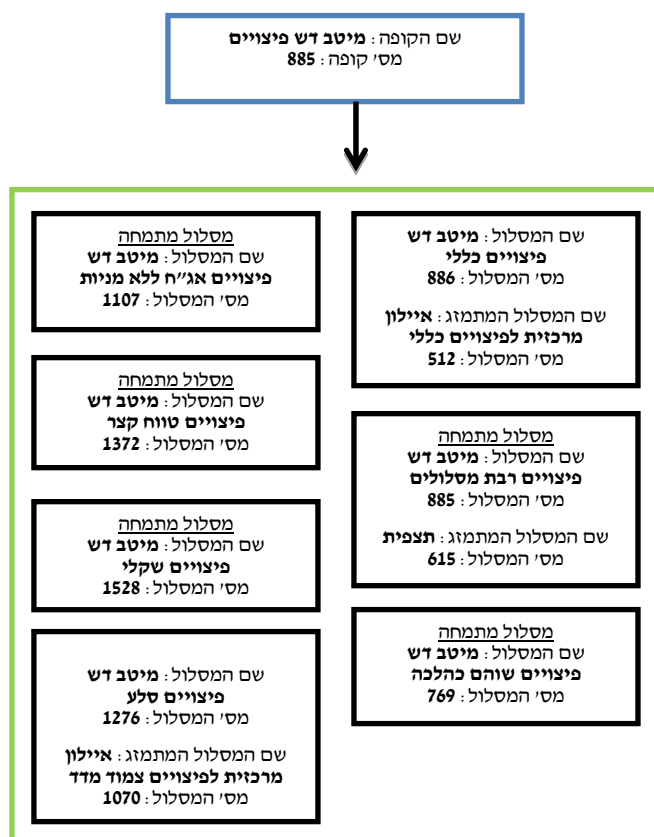 שם הקופה : מיטב דש פיצויים
מס׳ קופה : 885
שם המסלול : מיטב דש
פיצויים כללי
מס׳ המסלול : 886
שם המסלול המתמזג : איילון
מרכזית לפיצויים כללי
מס׳ המסלול : 512
מסלול מתמחה
שם המסלול : מיטב דש
פיצויים רבת מסלולים
מס׳ המסלול : 885
שם המסלול המתמזג : תצפית
מס׳ המסלול : 615
מסלול מתמחה
שם המסלול : מיטב דש
פיצויים שוהם כהלכה
מס׳ המסלול : 769
מסלול מתמחה
שם המסלול : מיטב דש
פיצויים אג״ח ללא מניות
מס׳ המסלול : 1107
מסלול מתמחה
שם המסלול : מיטב דש
פיצויים טווח קצר
מס׳ המסלול : 1372
מסלול מתמחה
שם המסלול : מיטב דש
פיצויים שקלי
מס׳ המסלול : 1528
שם המסלול : מיטב דש
פיצויים סלע
מס׳ המסלול : 1276
שם המסלול המתמזג : איילון
מרכזית לפיצויים צמוד מדד
מס׳ המסלול : 1070